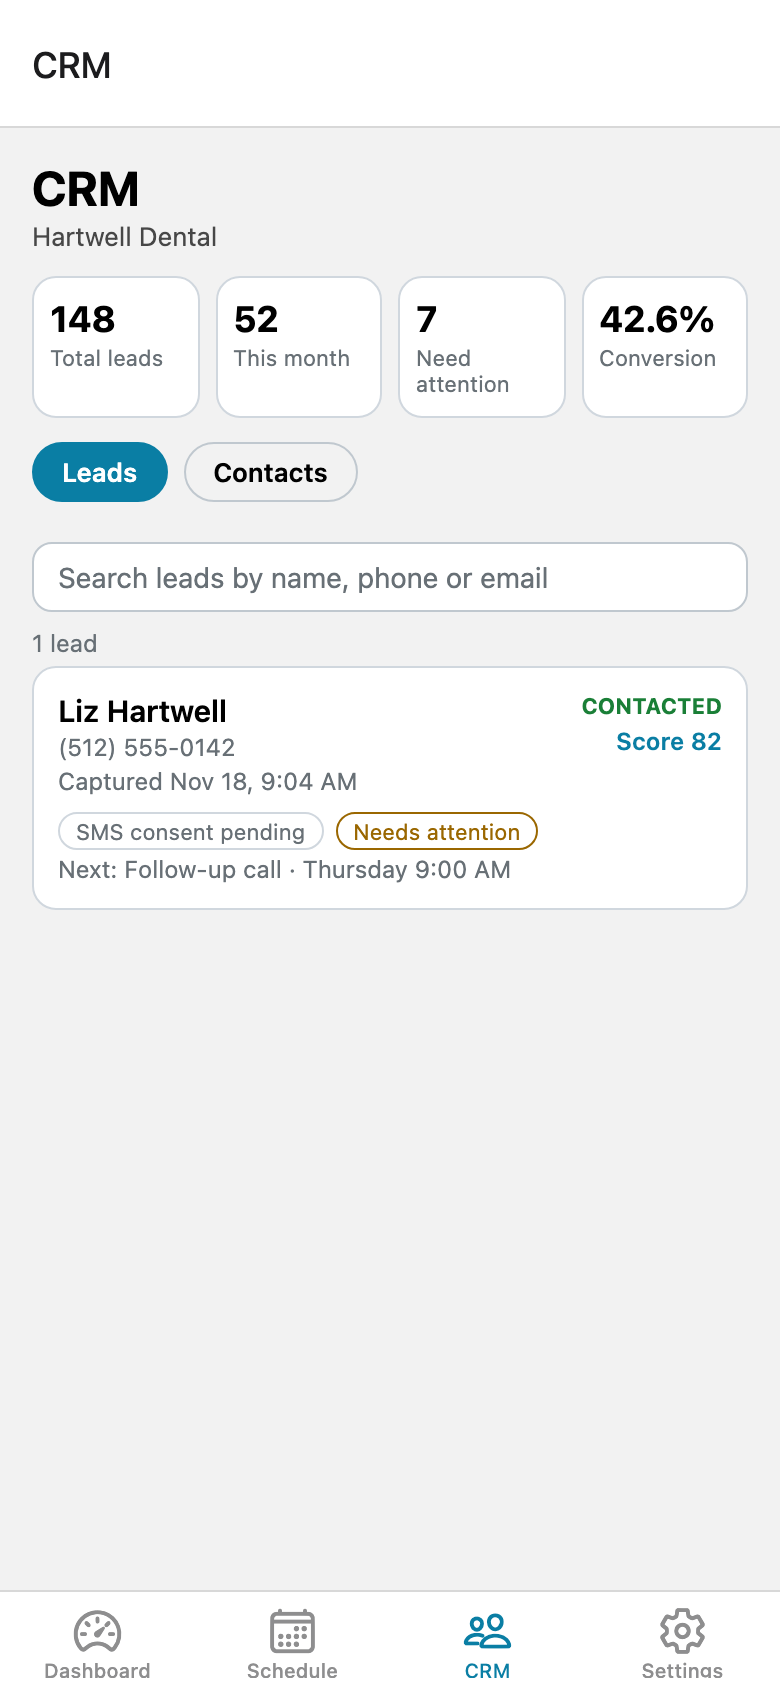 CRM
CRM
Hartwell Dental
148
Total leads
52
This month
7
Need
attention
42.6%
Conversion
Leads
Contacts
Search leads by name, phone or email
1 lead
Liz Hartwell
CONTACTED
(512) 555-0142
Score 82
Captured Nov 18, 9:04 AM
SMS consent pending
Needs attention
Next: Follow-up call · Thursday 9:00 AM
Dashboard
Schedule
CRM
Settings